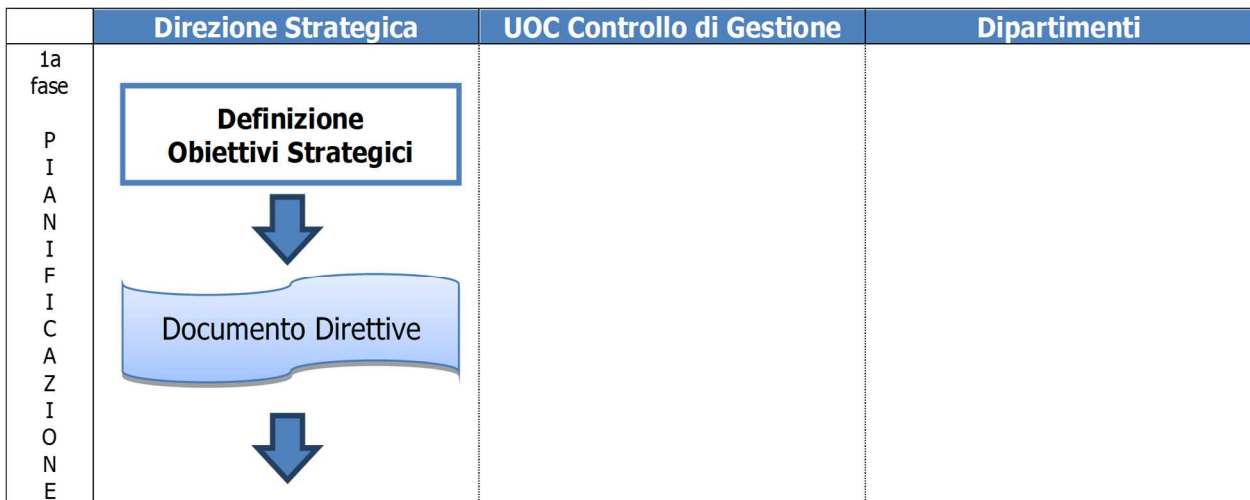 Direzione Strategica UOC Controllo di Gestione Dipartimenti
1a
fase
P
I
A
N
I
F
I
C
A
Z
I
O
N
E
Definizione
Obiettivi Strategici
Documento Direttive